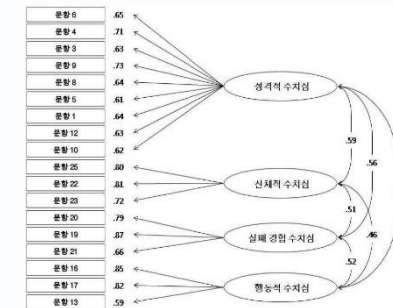 문항 6 .65
문항 4 .71
문항 3 .63
문항 9 .73
문항 8 .64
문항 5 .61
문항 1 .64
문항 12 .63
문항 10 .62
문항 25 .80
문항 22 .81
문항 23 .72
문항 20 .79
문항 19 .87
문항 21 .66
문항 16 .85
문항 17 .82
문항 13 .59
성격적 수치심
.59
.56
신체적 수치심
.51
.46
실패 경험 수치심
.52
행동적 수치심